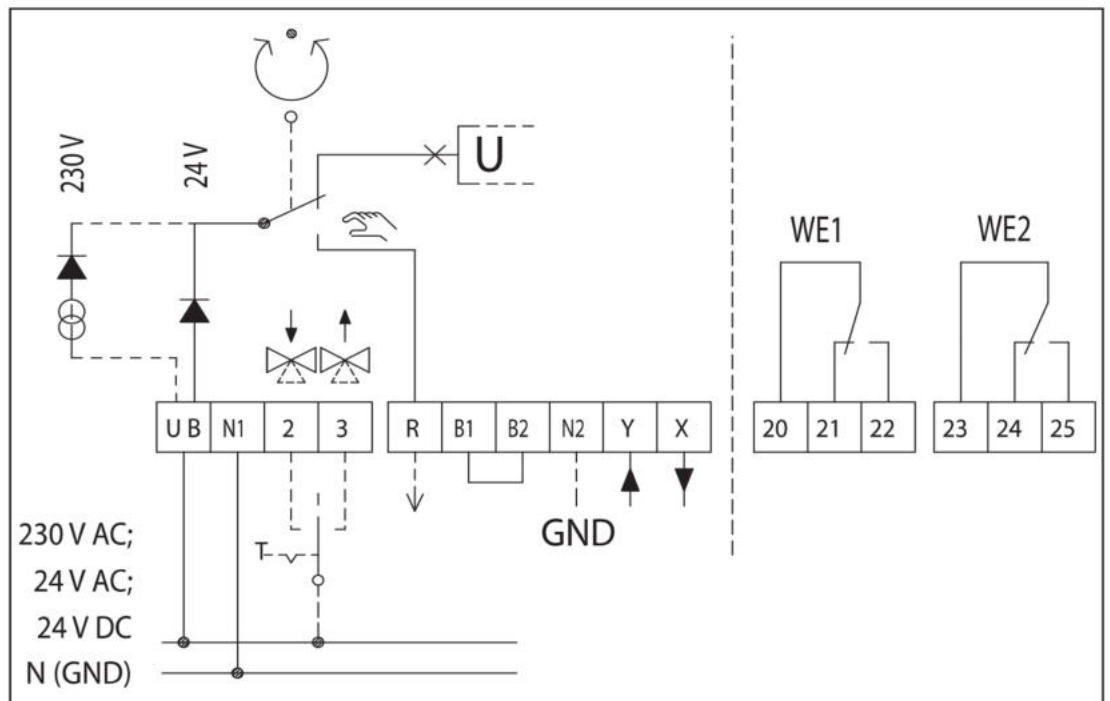 230 V
24 V
U
WE1
WE2
U B N1 2 3
R B1 B2 N2 Y X
20 21 22
23 24 25
GND
T
230 V AC;
24 V AC;
24 V DC
N (GND)